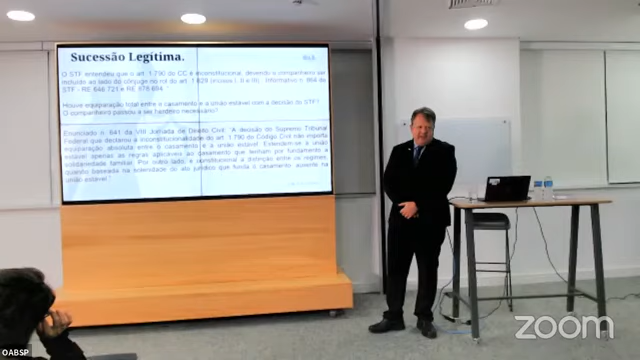 Sucessão Legítima.
O STF entendeu que o art. 1.790 do CC é inconstitucional, devendo o companheiro ser
incluído ao lado do cônjuge no rol do art. 1.829 (incisos I, II e III). Informativo n. 864 do
STF - RE 646.721 e RE 878.694.
Houve equiparação total entre o casamento e a união estável com a decisão do STF?
O companheiro passou a ser herdeiro necessário?
Enunciado n. 641 da VIII Jornada de Direito Civil: "A decisão do Supremo Tribunal
Federal que declarou a inconstitucionalidade do art. 1.790 do Código Civil não importa
equiparação absoluta entre o casamento e a união estável. Estendem-se à união
estável apenas as regras aplicáveis ao casamento que tenham por fundamento a
solidariedade familiar. Por outro lado, é constitucional a distinção entre os regimes,
quando baseada na solenidade do ato jurídico que funda o casamento, ausente na
união estável".
zoom
OABSP